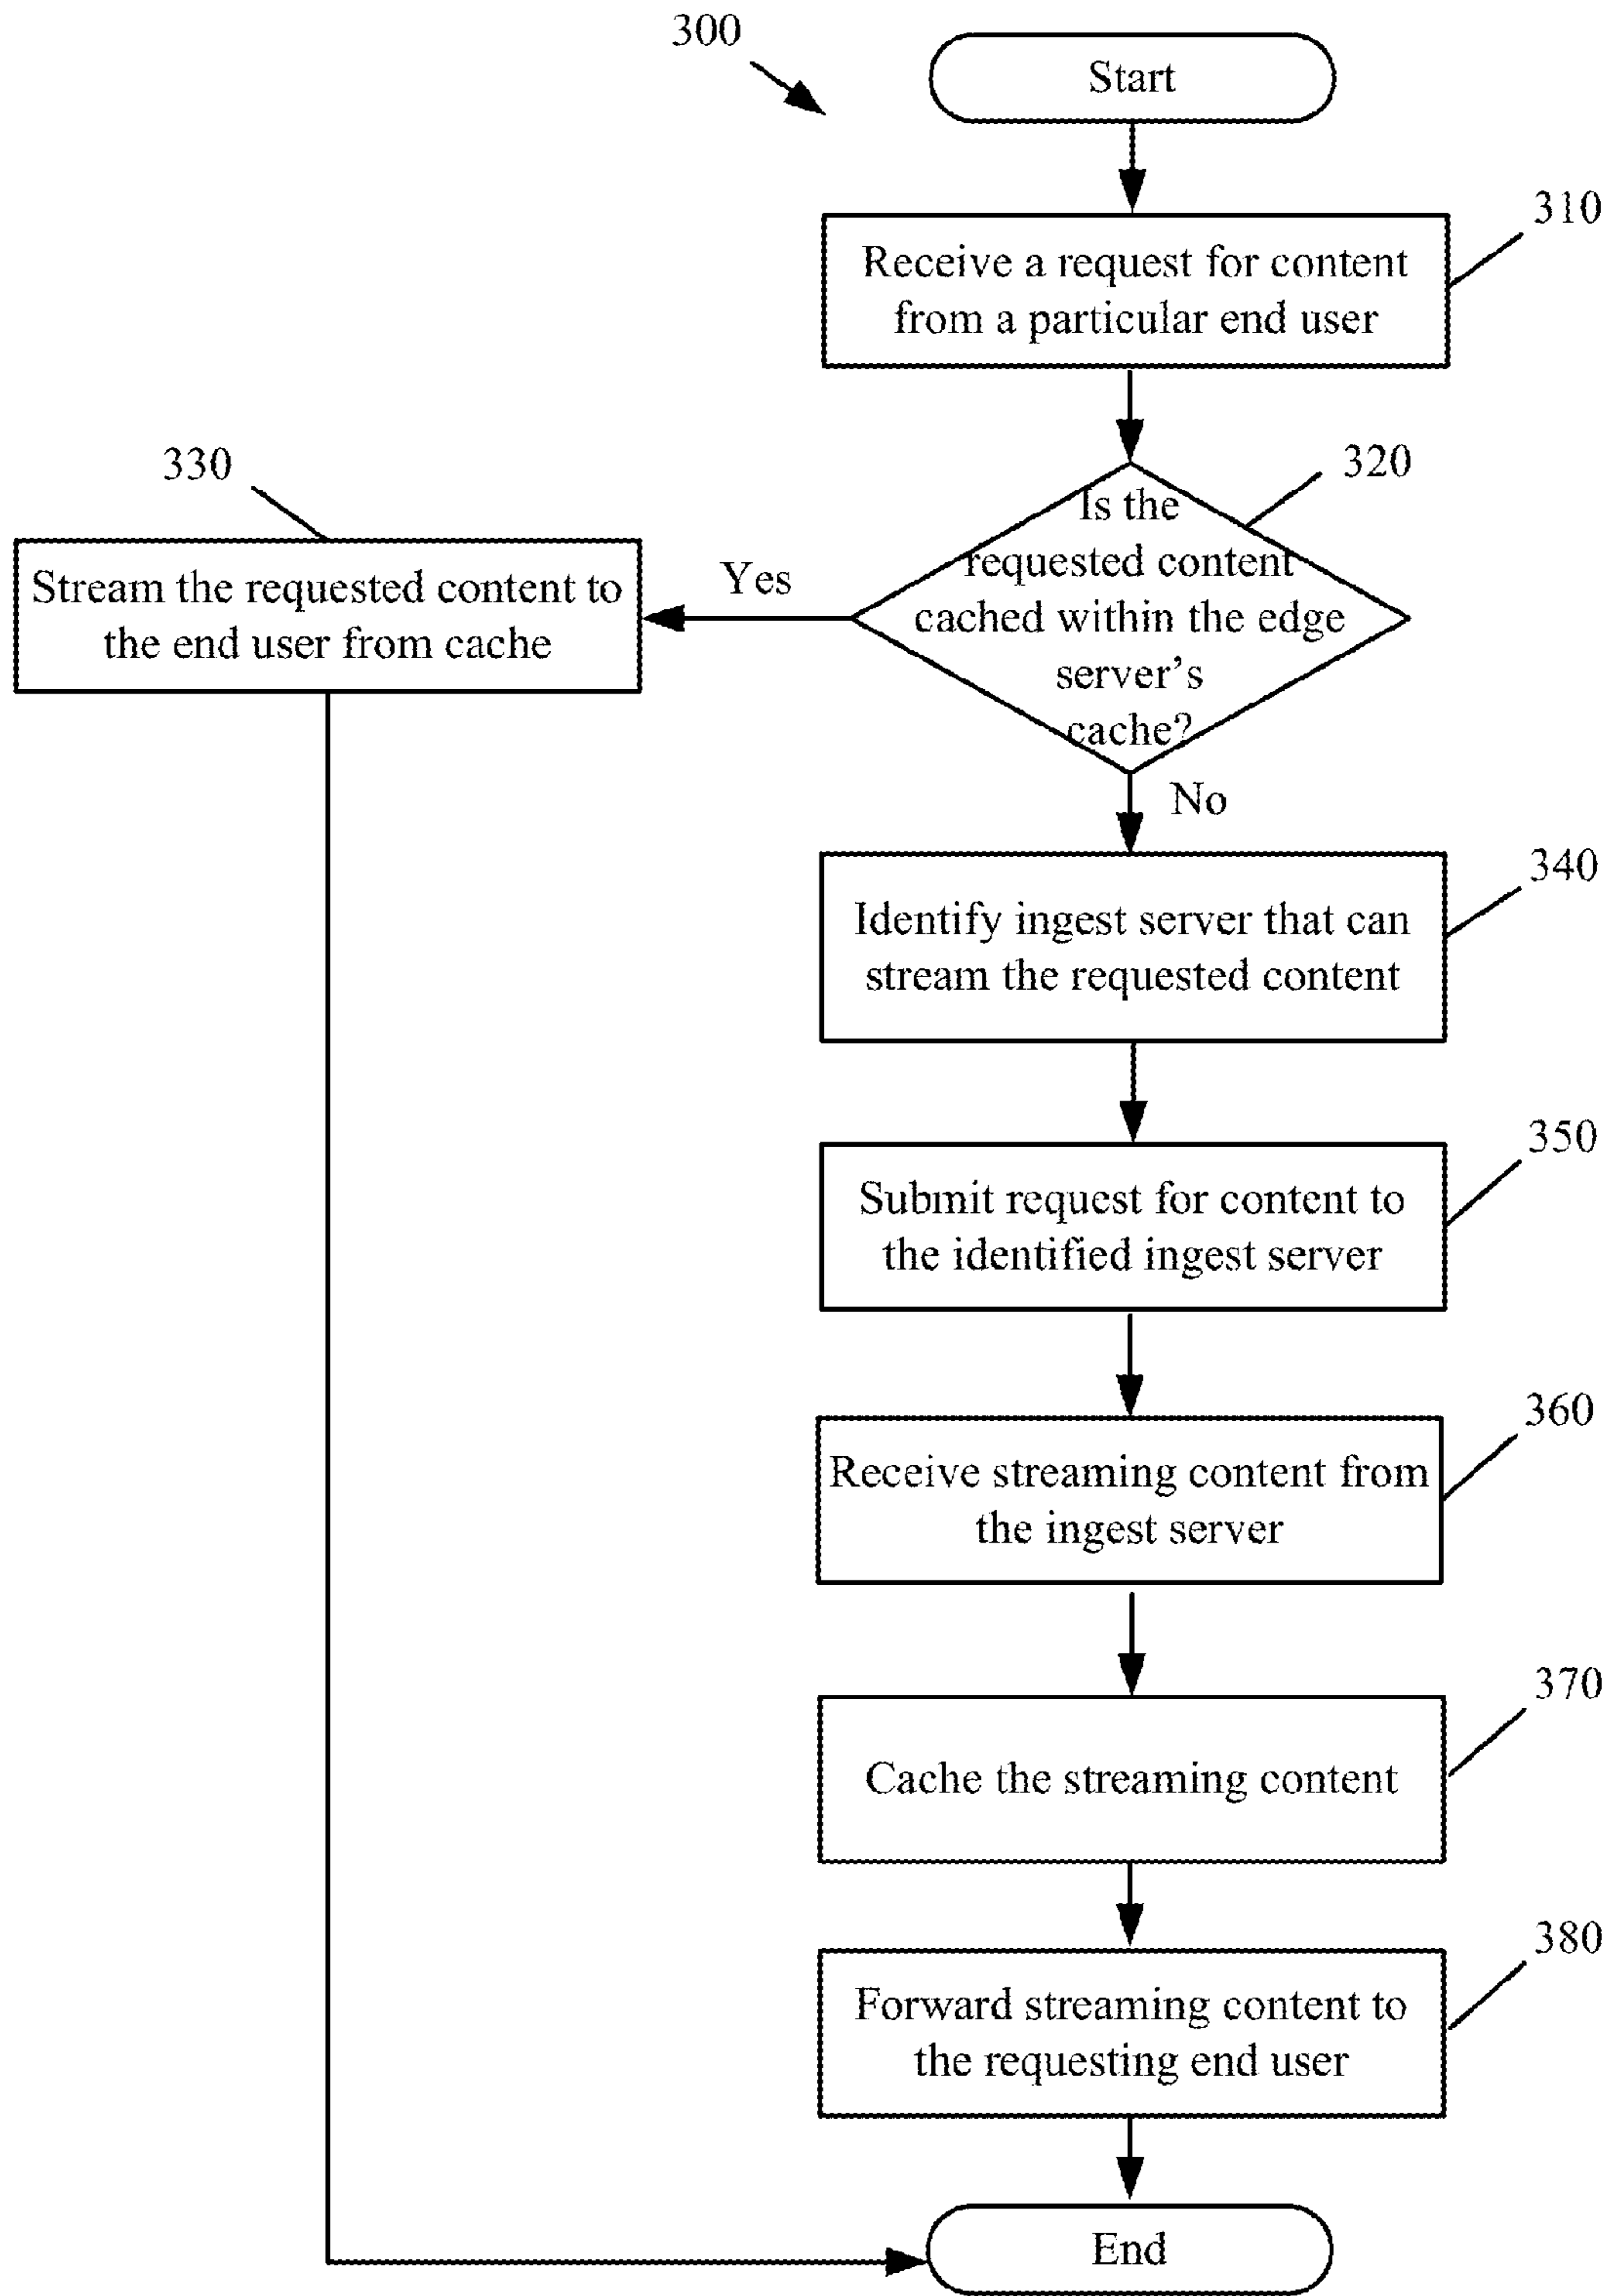 300
Start
310
Receive a request for content
from a particular end user
320
Is the
requested content
cached within the edge
server’s
cache?
Yes
330
Stream the requested content to
the end user from cache
No
340
Identify ingest server that can
stream the requested content
350
Submit request for content to
the identified ingest server
360
Receive streaming content from
the ingest server
370
Cache the streaming content
380
Forward streaming content to
the requesting end user
End